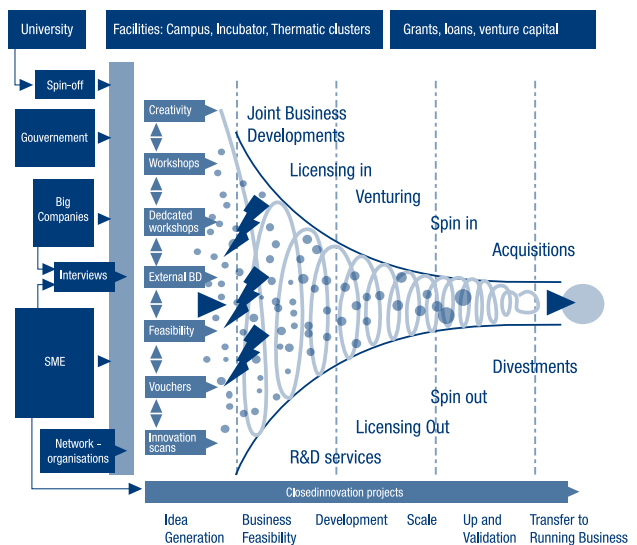 University
Facilities: Campus, Incubator, Thermatic clusters
Grants, loans, venture capital
Spin-off
Gouvernement
Big
Companies
Interviews
SME
Network –
organisations
Creativity
Workshops
Dedicated
workshops
External BD
Feasibility
Vouchers
Innovation
scans
Joint Business
Developments
Licensing in
Venturing
Spin in
Acquisitions
Divestments
Spin out
Licensing Out
R&D services
Closedinnovation projects
Idea
Generation
Business
Feasibility
Development
Scale
Up and
Validation
Transfer to
Running Business